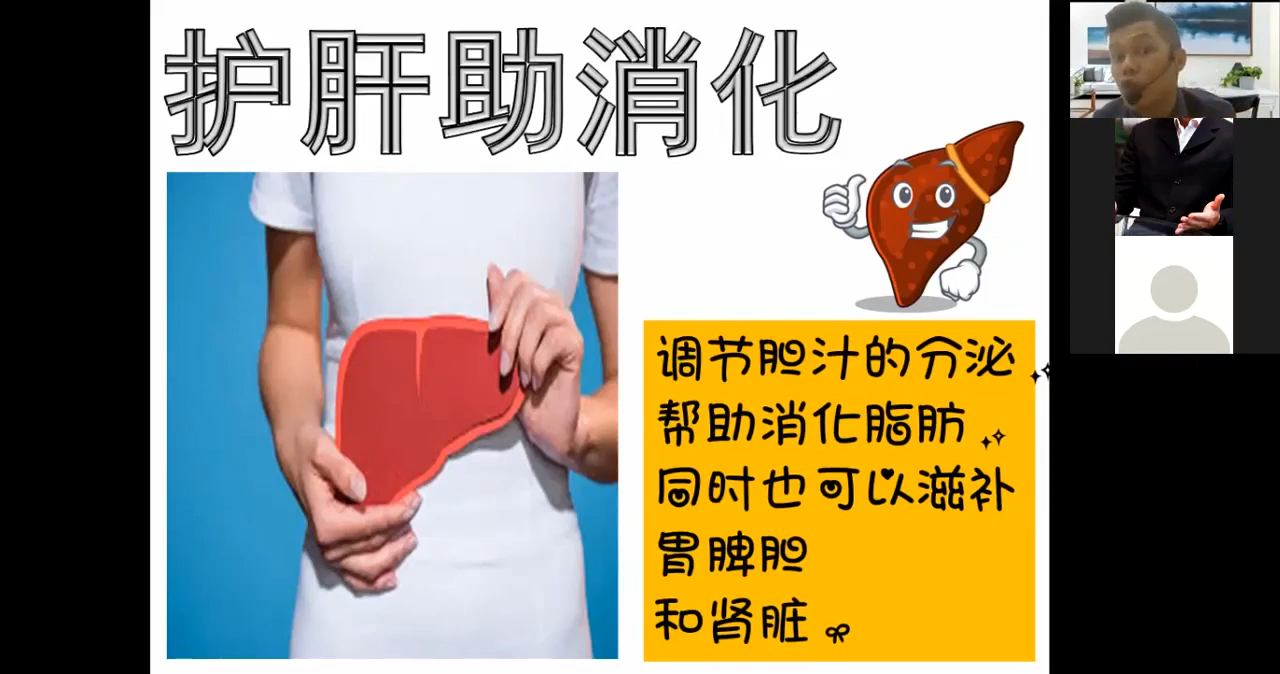 护肝助消化
调节胆汁的分泌
帮助消化脂肪
同时也可以滋补
胃脾胆
和肾脏